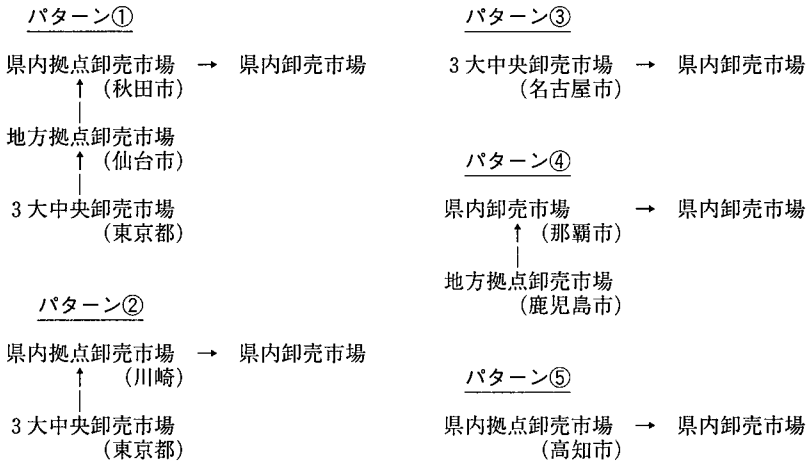 パターン①
県内拠点卸売市場 → 県内卸売市場
(秋田市)
↑
地方拠点卸売市場
↑ (仙台市)
3大中央卸売市場
(東京都)
パターン②
県内拠点卸売市場 → 県内卸売市場
↑ (川崎)
3大中央卸売市場
(東京都)
パターン③
3大中央卸売市場 → 県内卸売市場
(名古屋市)
パターン④
県内卸売市場 → 県内卸売市場
↑ (那覇市)
地方拠点卸売市場
(鹿児島市)
パターン⑤
県内拠点卸売市場 → 県内卸売市場
(高知市)